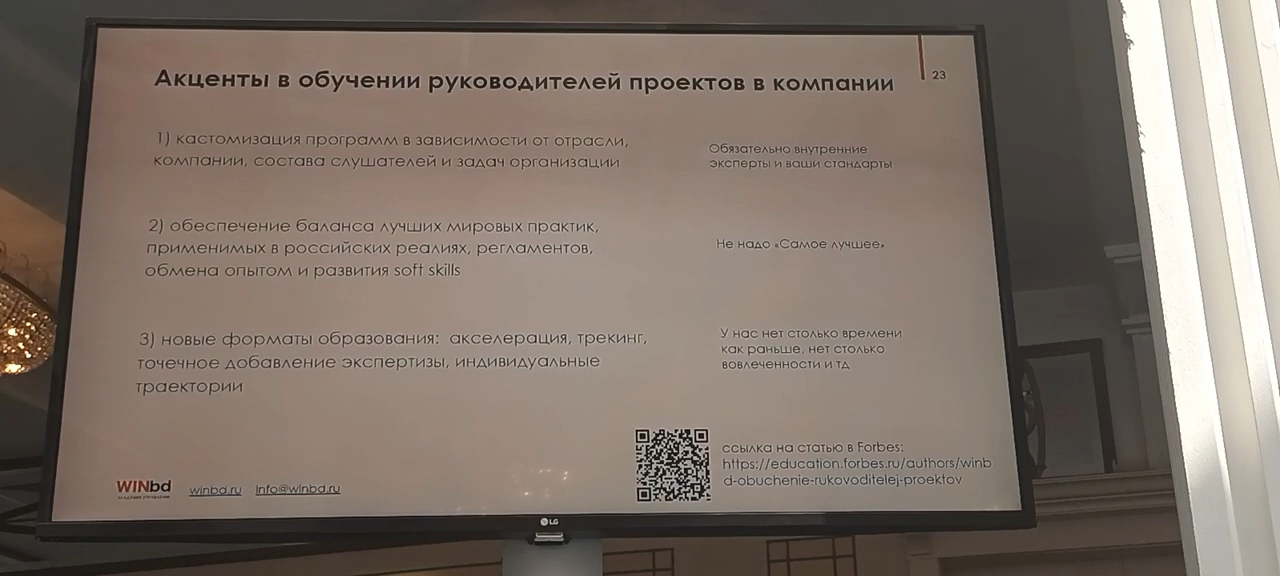 Акценты в обучении руководителей проектов в компании
23
1) кастомизация программ в зависимости от отрасли,
компании, состава слушателей и задач организации
Обязательно внутренние
эксперты и ваши стандарты
2) обеспечение баланса лучших мировых практик,
применимых в российских реалиях, регламентов,
обмена опытом и развития soft skills
Не надо «Самое лучшее»
3) новые форматы образования: акселерация, трекинг,
точечное добавление экспертизы, индивидуальные
траектории
У нас нет столько времени
как раньше, нет столько
вовлеченности и тд
ссылка на статью в Forbes:
https://education.forbes.ru/authors/winb
d-obuchenie-rukovoditelej-proektov
WINbd
АКАДЕМИЯ УПРАВЛЕНИЯ
winbd.ru info@winbd.ru
LG